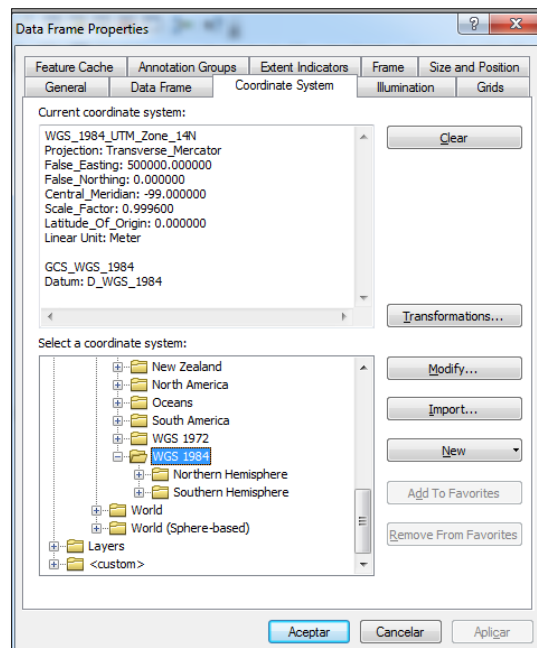 Data Frame Properties
Feature Cache Annotation Groups Extent Indicators Frame Size and Position
General Data Frame Coordinate System Illumination Grids
Current coordinate system:
WGS_1984_UTM_Zone_14N
Projection: Transverse_Mercator
False_Easting: 500000.000000
False_Northing: 0.000000
Central_Meridian: -99.000000
Scale_Factor: 0.999600
Latitude_Of_Origin: 0.000000
Linear Unit: Meter
GCS_WGS_1984
Datum: D_WGS_1984
Clear
Transformations...
Select a coordinate system:
New Zealand
North America
Oceans
South America
WGS 1972
WGS 1984
Northern Hemisphere
Southern Hemisphere
World
World (Sphere-based)
Layers
<custom>
Modify...
Import...
New
Add To Favorites
Remove From Favorites
Aceptar Cancelar Aplicar